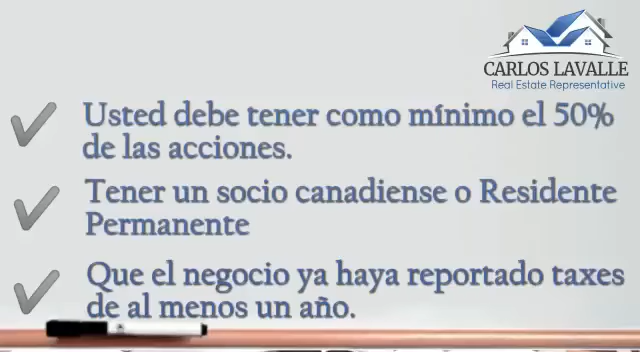 CARLOS LAVALLE
Real Estate Representative
Usted debe tener como mínimo el 50%
de las acciones.
Tener un socio canadiense o Residente
Permanente
Que el negocio ya haya reportado taxes
de al menos un año.